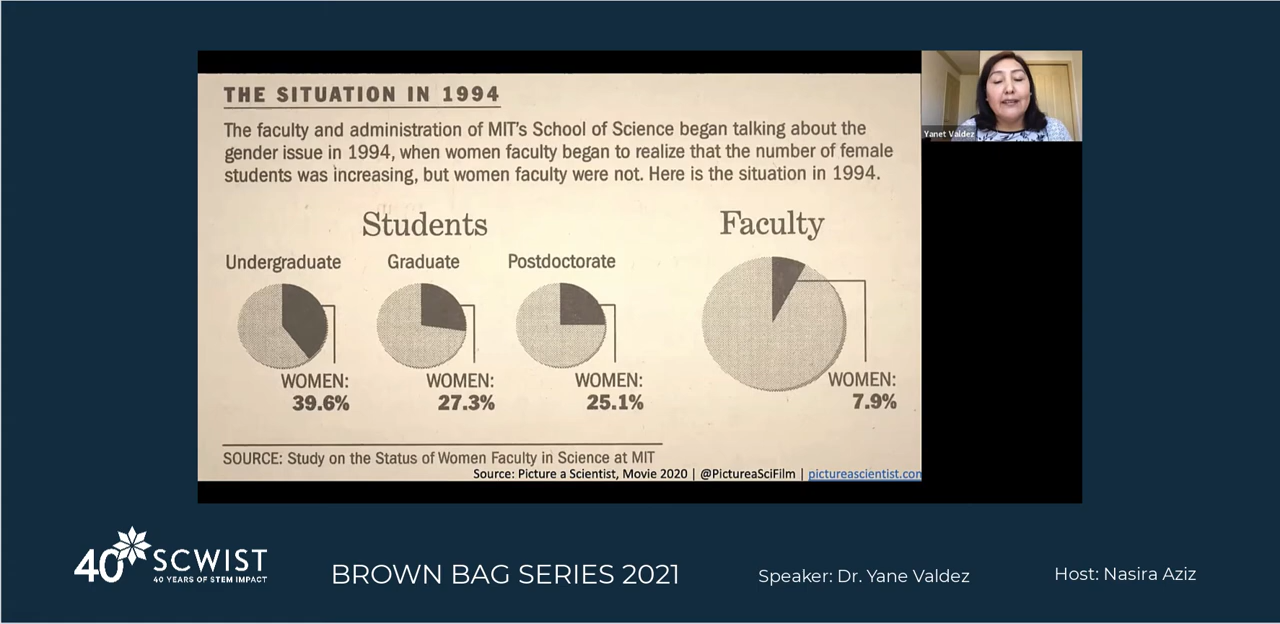 THE SITUATION IN 1994
The faculty and administration of MIT's School of Science began talking about the
gender issue in 1994, when women faculty began to realize that the number of female
students was increasing, but women faculty were not. Here is the situation in 1994.
Students
Faculty
Undergraduate
Graduate
Postdoctorate
WOMEN:
39.6%
WOMEN:
27.3%
WOMEN:
25.1%
WOMEN:
7.9%
SOURCE: Study on the Status of Women Faculty in Science at MIT
Source: Picture a Scientist, Movie 2020 | @PictureaSciFilm | pictureascientist.com
Yanet Valdez
40 SCWIST
40 YEARS OF STEM IMPACT
BROWN BAG SERIES 2021
Speaker: Dr. Yane Valdez
Host: Nasira Aziz